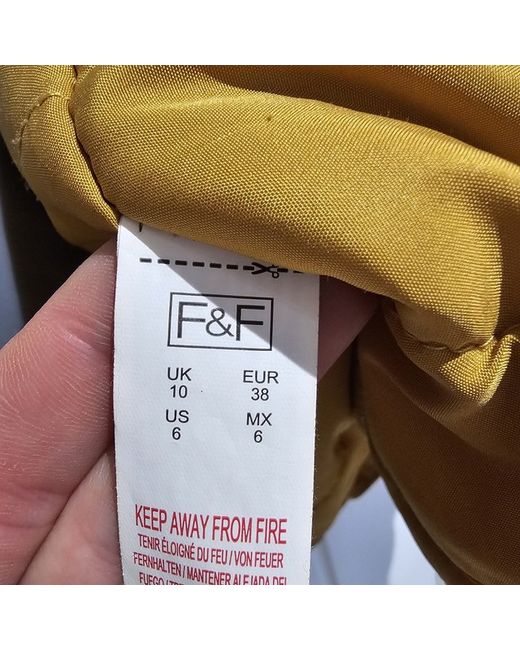 F&F
UK EUR
10 38
US MX
6 6
KEEP AWAY FROM FIRE
TENIR ÉLOIGNÉ DU FEU / VON FEUER
FERNHALTEN / MANTENER ALEJADA DEL
FUEGO /